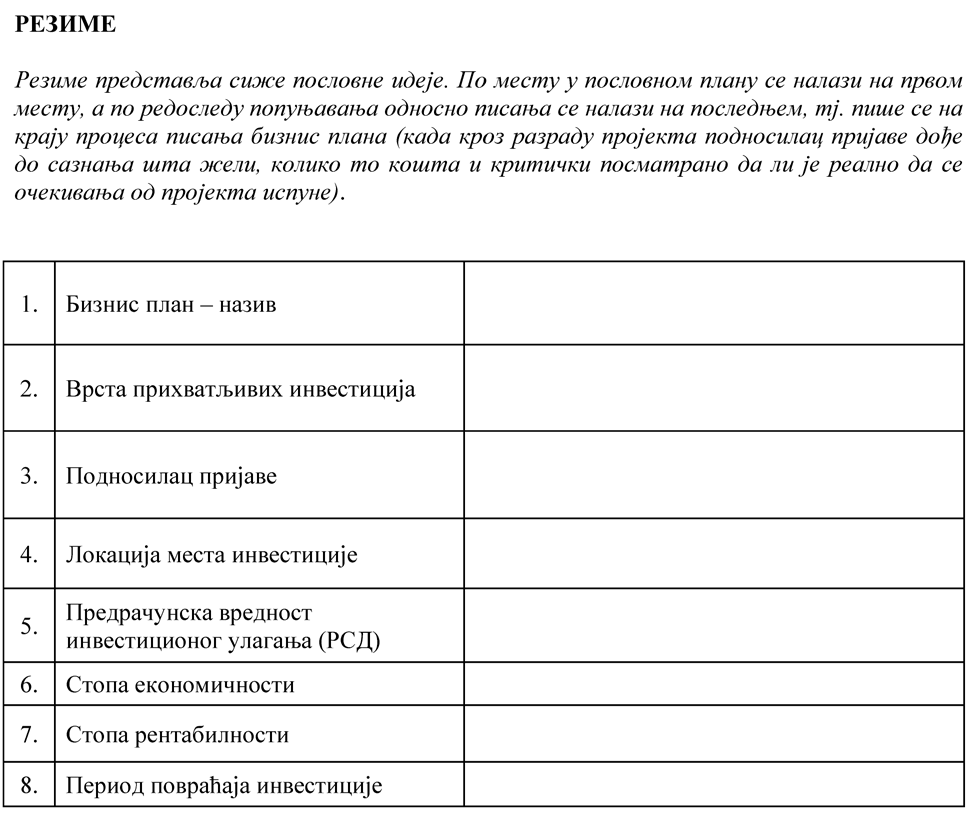 РЕЗИМЕ
Резиме представља сиже пословне идеје. По месту у пословном плану се налази на првом
месту, а по редоследу попуњавања односно писања се налази на последњем, тј. пише се на
крају процеса писања бизнис плана (када кроз разраду пројекта подносилац пријаве дође
до сазнања шта жели, колико то кошта и критички посматрано да ли је реално да се
очекивања од пројекта испуне).
1. Бизнис план – назив
2. Врста прихватљивих инвестиција
3. Подносилац пријаве
4. Локација места инвестиције
5. Предрачунска вредност
инвестиционог улагања (РСД)
6. Стопа економичности
7. Стопа рентабилности
8. Период повраћаја инвестиције